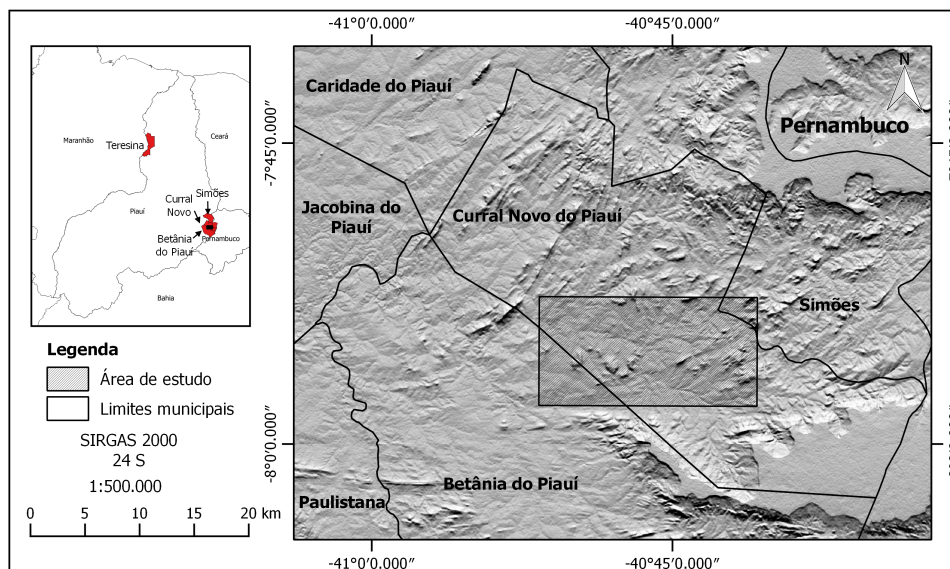 -41°0′0.000″
-40°45′0.000″
Caridade do Piauí
N
Pernambuco
-7°45′0.000″
Maranhão
Teresina
Ceará
Simões
Curral
Novo
Piauí
Betânia
do Piauí
Pernambuco
Bahia
Jacobina do
Piauí
Curral Novo do Piauí
Simões
Legenda
Área de estudo
Limites municipais
SIRGAS 2000
24 S
1:500.000
0 5 10 15 20 km
-8°0′0.000″
Betânia do Piauí
Paulistana
-41°0′0.000″
-40°45′0.000″